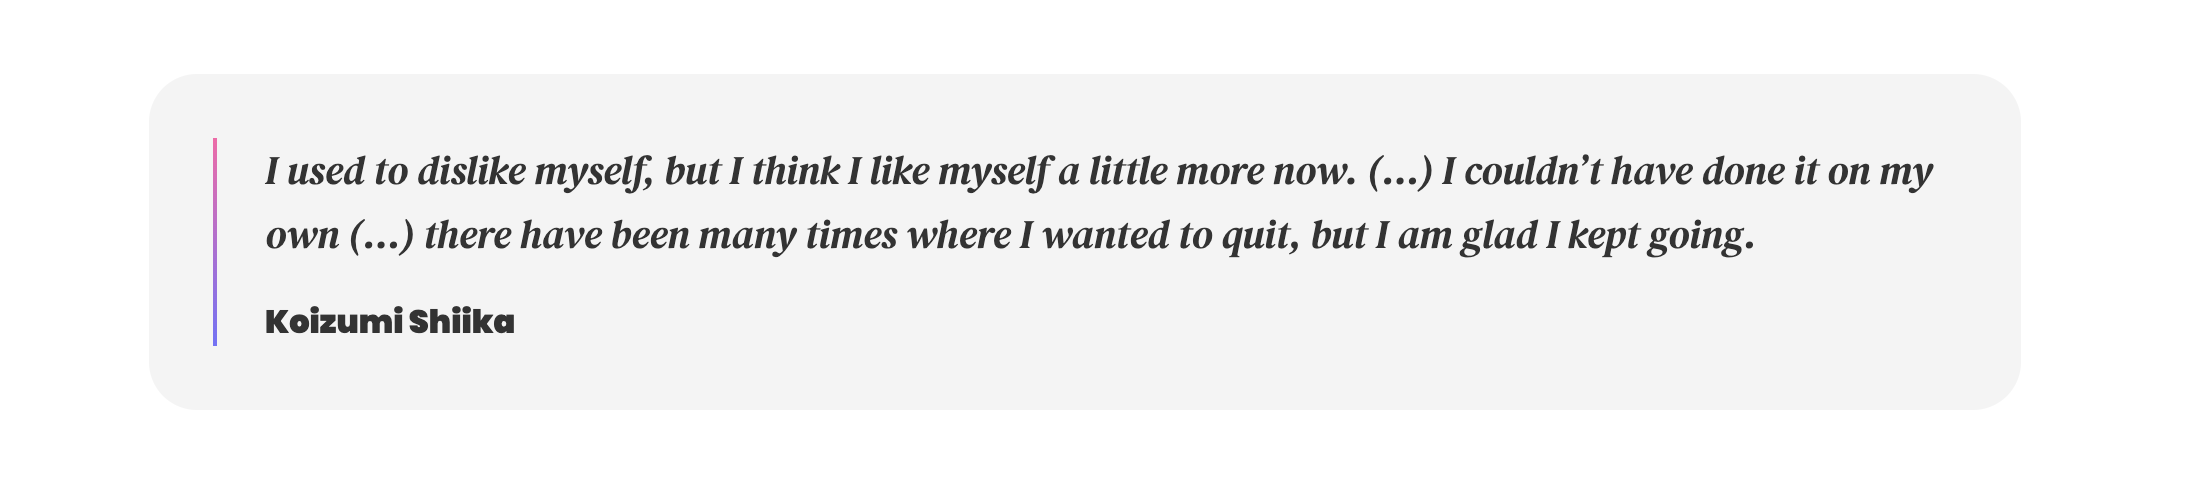 I used to dislike myself, but I think I like myself a little more now. (…) I couldn’t have done it on my
own (…) there have been many times where I wanted to quit, but I am glad I kept going.
Koizumi Shiika